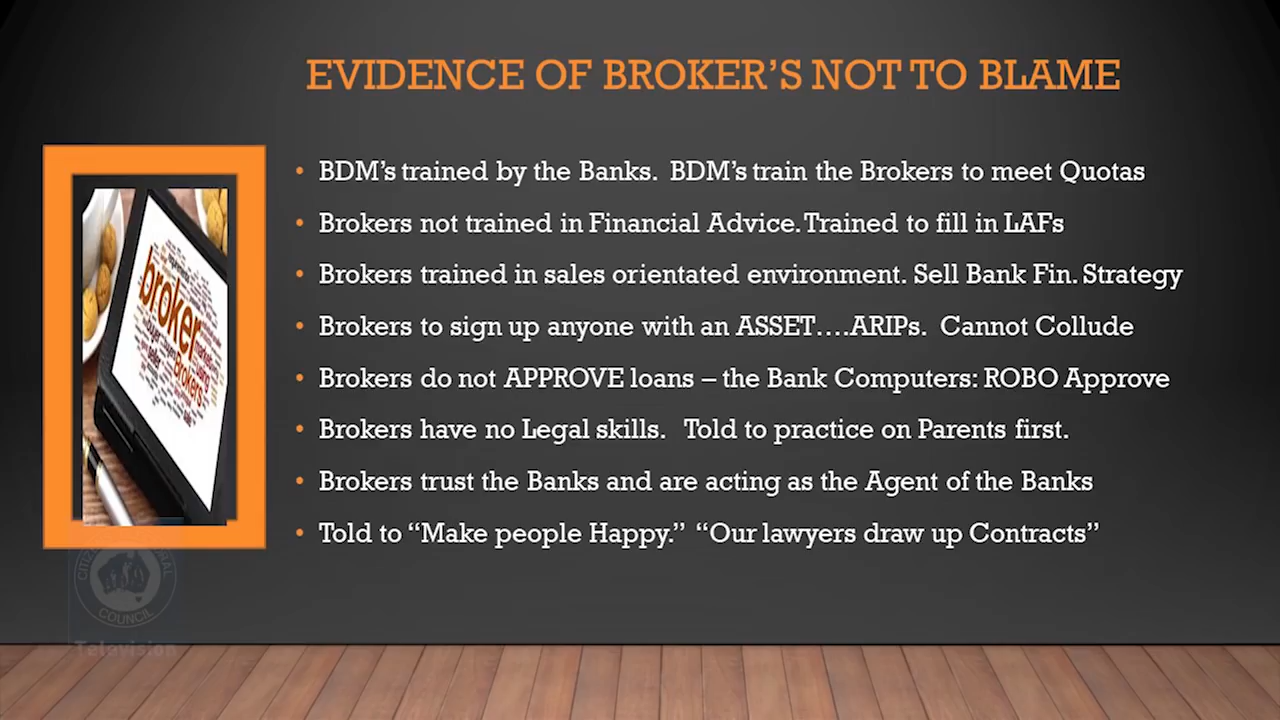 EVIDENCE OF BROKER'S NOT TO BLAME
• BDM's trained by the Banks.  BDM's train the Brokers to meet Quotas
• Brokers not trained in Financial Advice. Trained to fill in LAFs
• Brokers trained in sales orientated environment. Sell Bank Fin. Strategy
• Brokers to sign up anyone with an ASSET….ARIPs.  Cannot Collude
• Brokers do not APPROVE loans – the Bank Computers: ROBO Approve
• Brokers have no Legal skills.   Told to practice on Parents first.
• Brokers trust the Banks and are acting as the Agent of the Banks
• Told to “Make people Happy.”  “Our lawyers draw up Contracts”
broker
Brokers
COUNCIL
Television